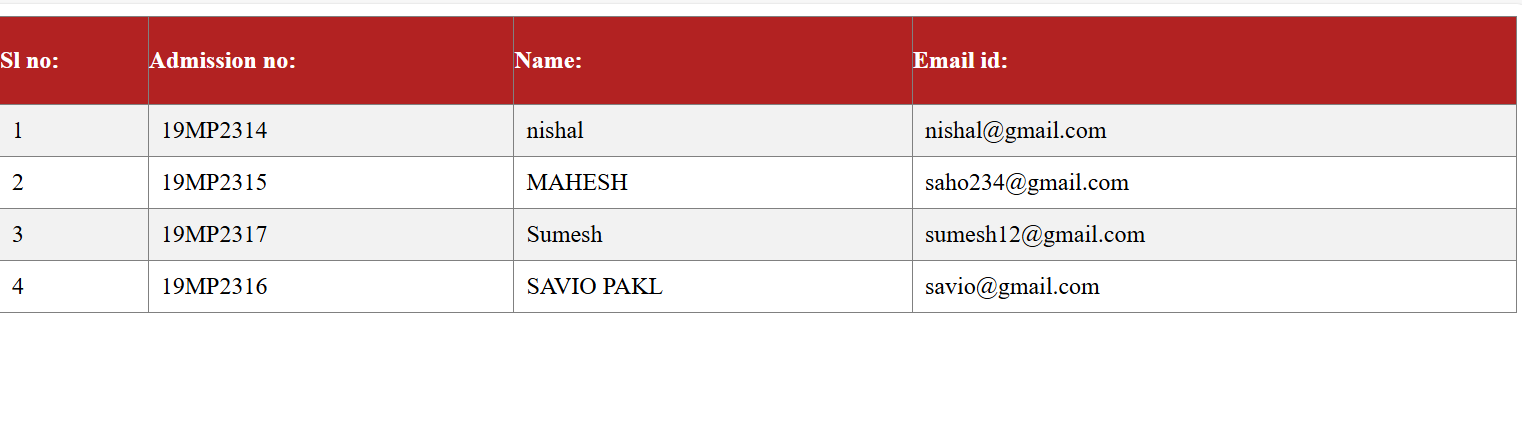 Sl no: Admission no: Name: Email id:
1 19MP2314 nishal nishal@gmail.com
2 19MP2315 MAHESH saho234@gmail.com
3 19MP2317 Sumesh sumesh12@gmail.com
4 19MP2316 SAVIO PAKL savio@gmail.com